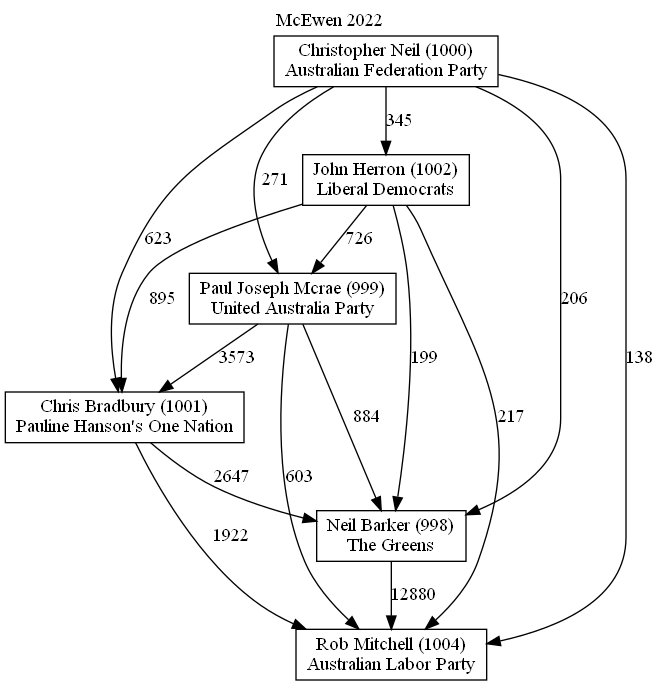 McEwen 2022
Christopher Neil (1000)
Australian Federation Party
345
John Herron (1002)
Liberal Democrats
271
623
726
895
Paul Joseph Mcrae (999)
United Australia Party
206
199
138
3573
Chris Bradbury (1001)
Pauline Hanson's One Nation
884
217
2647
603
1922
Neil Barker (998)
The Greens
12880
Rob Mitchell (1004)
Australian Labor Party